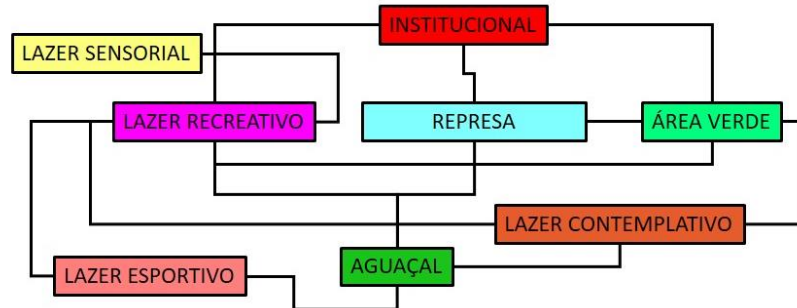 INSTITUCIONAL
LAZER SENSORIAL
LAZER RECREATIVO
REPRESA
ÁREA VERDE
LAZER CONTEMPLATIVO
AGUAÇAL
LAZER ESPORTIVO